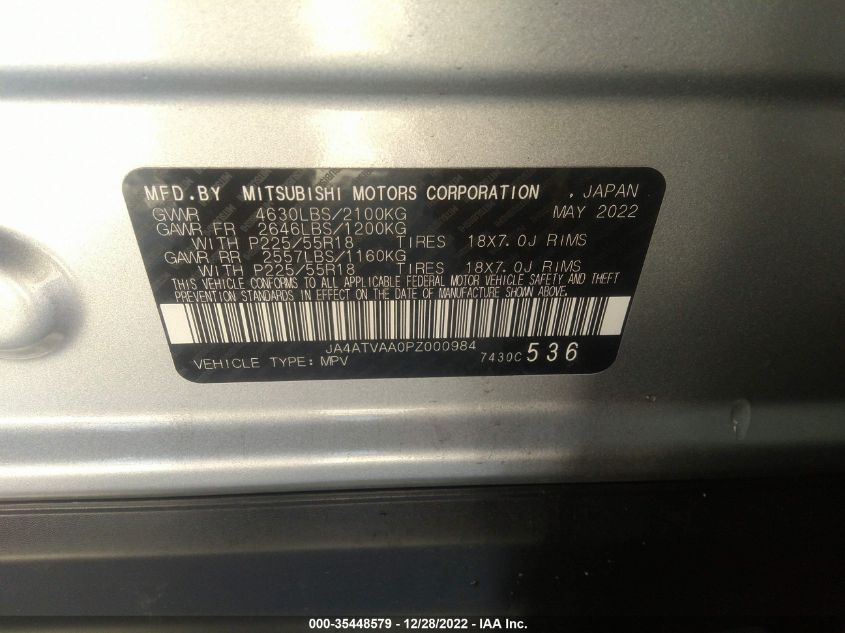 MFD.BY MITSUBISHI MOTORS CORPORATION . JAPAN
GVWR 4630LBS/2100KG MAY 2022
GAWR FR 2646LBS/1200KG
WITH P225/55R18 TIRES 18X7.0J RIMS
GAWR RR 2557LBS/1160KG
WITH P225/55R18 TIRES 18X7.0J RIMS
THIS VEHICLE CONFORMS TO ALL APPLICABLE FEDERAL MOTOR VEHICLE SAFETY AND THEFT
PREVENTION STANDARDS IN EFFECT ON THE DATE OF MANUFACTURE SHOWN ABOVE.
JA4ATVAA0PZ000984 7430C 536
VEHICLE TYPE: MPV
000-35448579 - 12/28/2022 - IAA Inc.